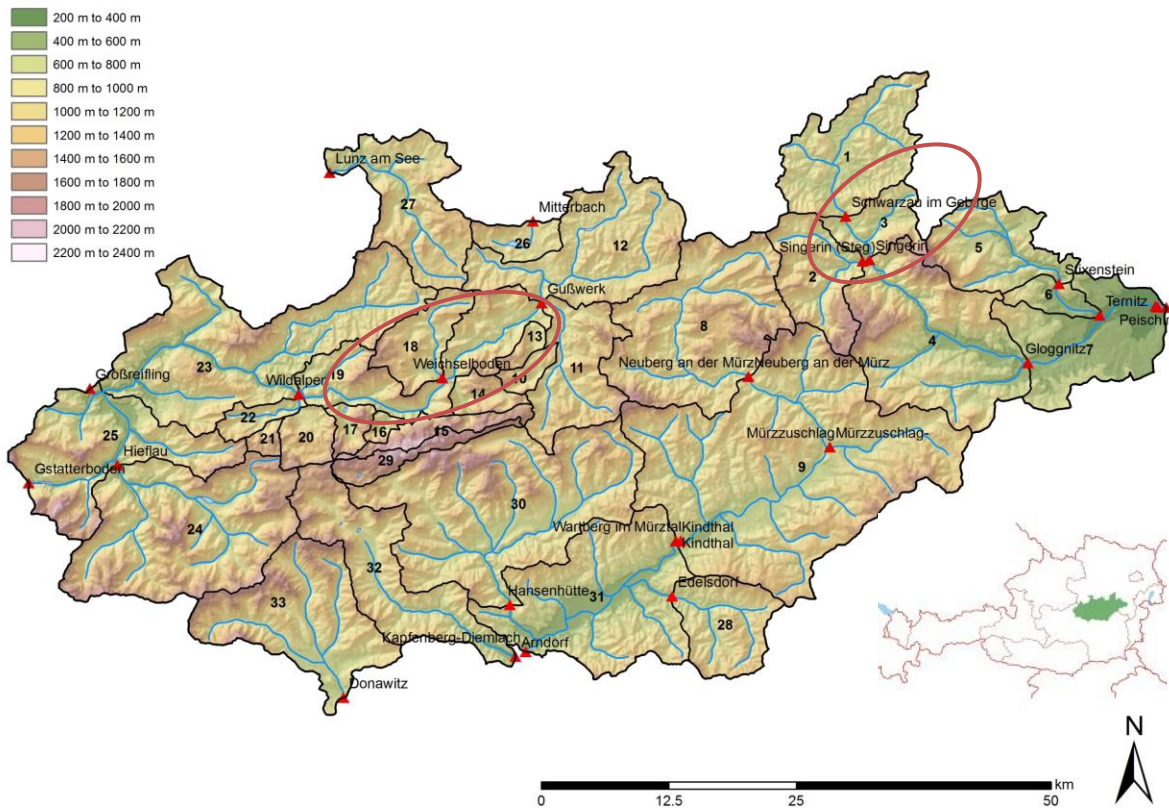 200 m to 400 m
400 m to 600 m
600 m to 800 m
800 m to 1000 m
1000 m to 1200 m
1200 m to 1400 m
1400 m to 1600 m
1600 m to 1800 m
1800 m to 2000 m
2000 m to 2200 m
2200 m to 2400 m
Lunz am See
1
27
Schwarzau im Gebirge
Mitterbach
3
26
12
5
Singerin (Steg)
Singerin
2
Stixenstein
6
Gußwerk
Ternitz
8
13
Peisch
18
7
4
Gloggnitz
23
Weichselboden
19
11
Neuberg an der Mürz
Neuberg an der Mürz
Großreifling
Wildalpen
14
22
17
16
15
25
21
20
Mürzzuschlag
Mürzzuschlag-
Hieflau
29
9
Gstatterboden
30
24
Wartberg im Mürztal
Kindthal
Kindthal
32
Hansenhütte
31
Edelsdorf
33
28
Kapfenberg-Diemlach
Arndorf
Donawitz
N
km
0
12.5
25
50